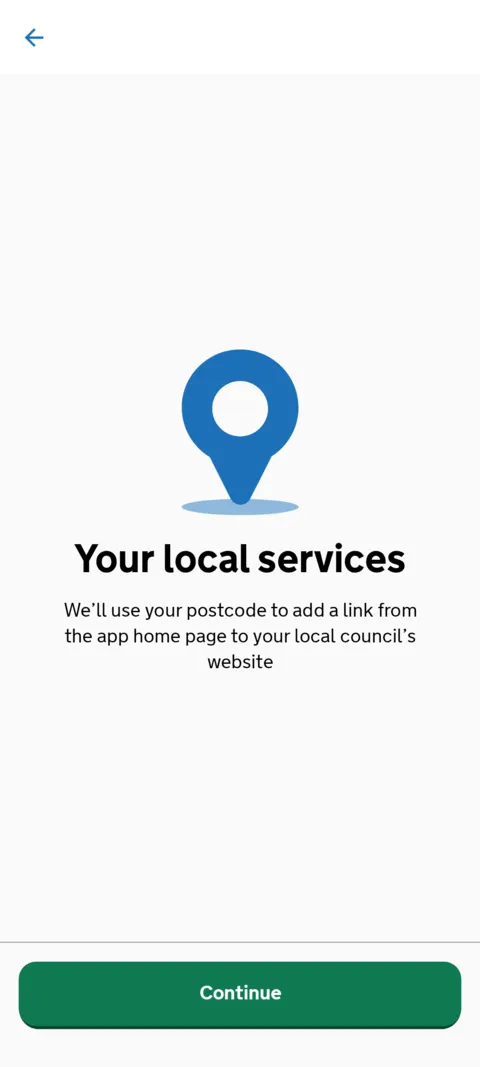 Your local services
We’ll use your postcode to add a link from
the app home page to your local council’s
website
Continue